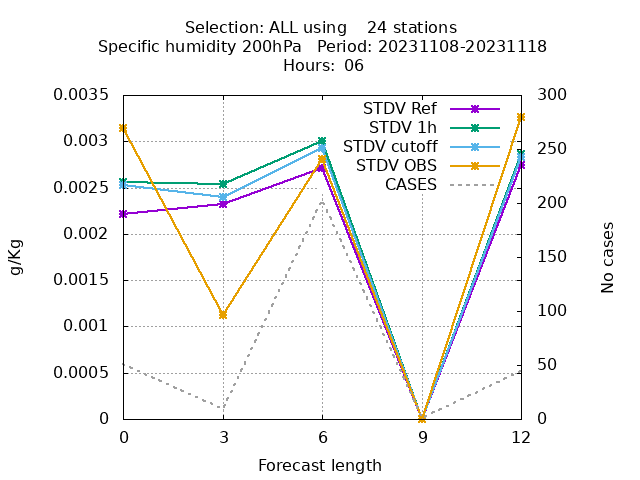 Selection: ALL using    24 stations
Specific humidity 200hPa   Period: 20231108-20231118
Hours:  06
STDV Ref
STDV 1h
STDV cutoff
STDV OBS
CASES
0.0035
0.003
0.0025
0.002
0.0015
0.001
0.0005
0
g/Kg
300
250
200
150
100
50
0
No cases
0 3 6 9 12
Forecast length